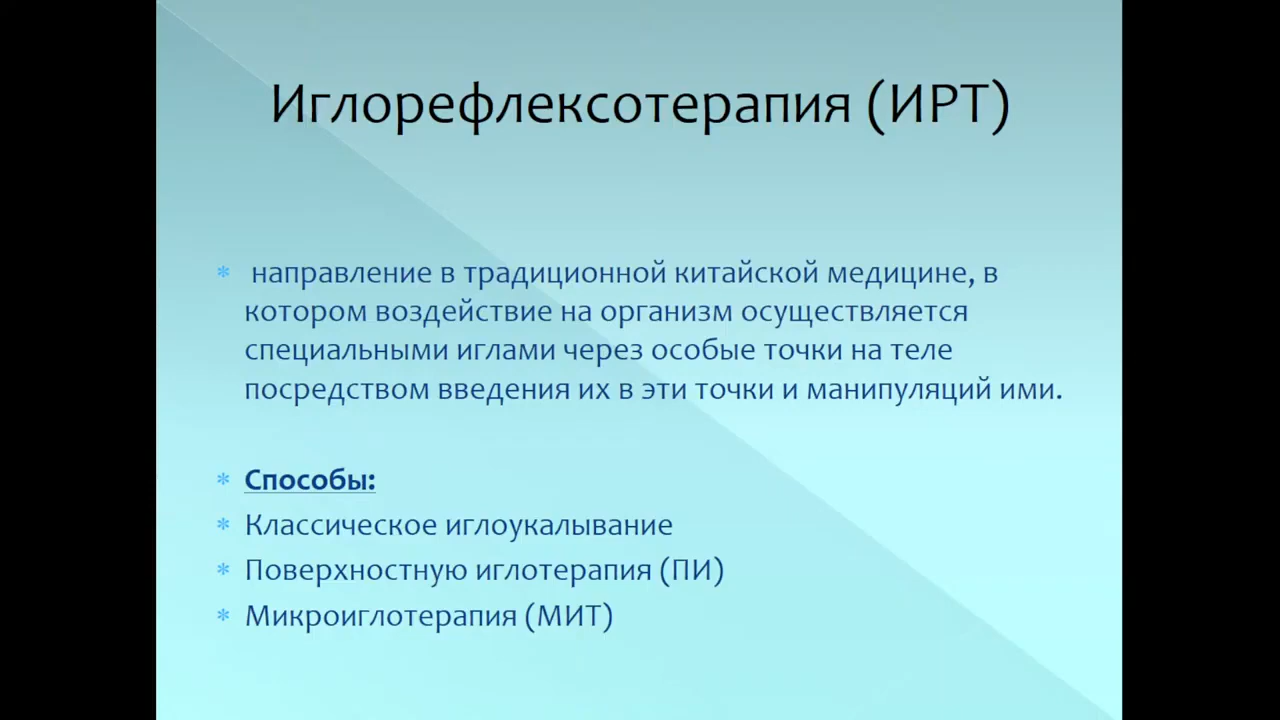 Иглорефлексотерапия (ИРТ)
* направление в традиционной китайской медицине, в
котором воздействие на организм осуществляется
специальными иглами через особые точки на теле
посредством введения их в эти точки и манипуляций ими.
* Способы:
* Классическое иглоукалывание
* Поверхностную иглотерапия (ПИ)
* Микроиглотерапия (МИТ)